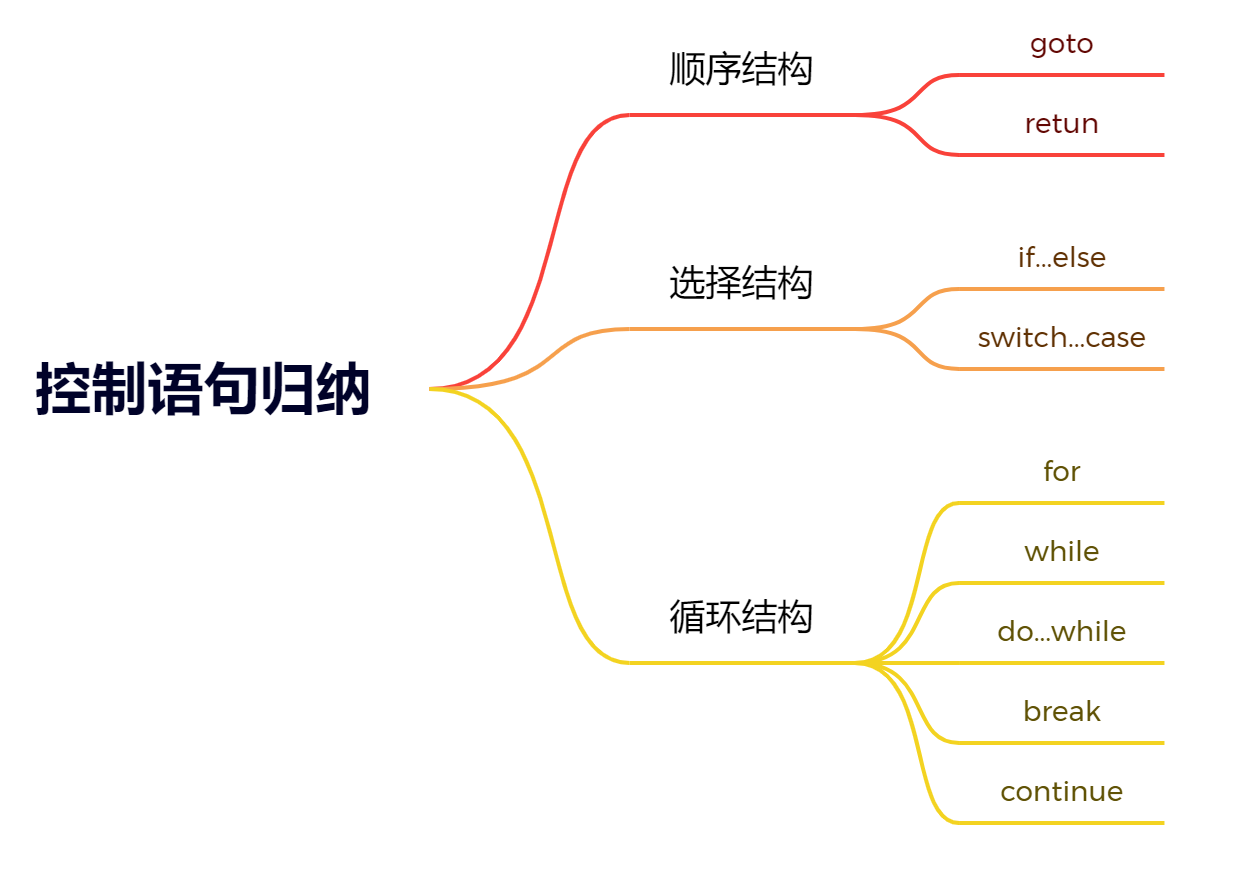 控制语句归纳
顺序结构
goto
retun
选择结构
if...else
switch...case
循环结构
for
while
do...while
break
continue